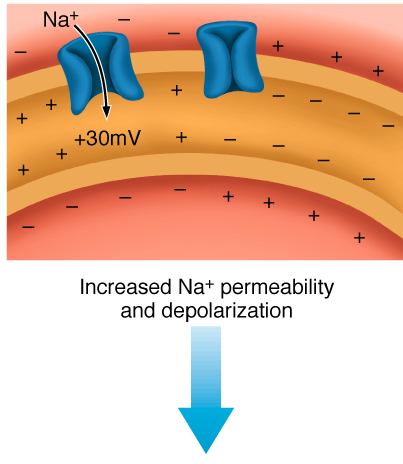 Na+
+30mV
Increased Na+ permeability
and depolarization